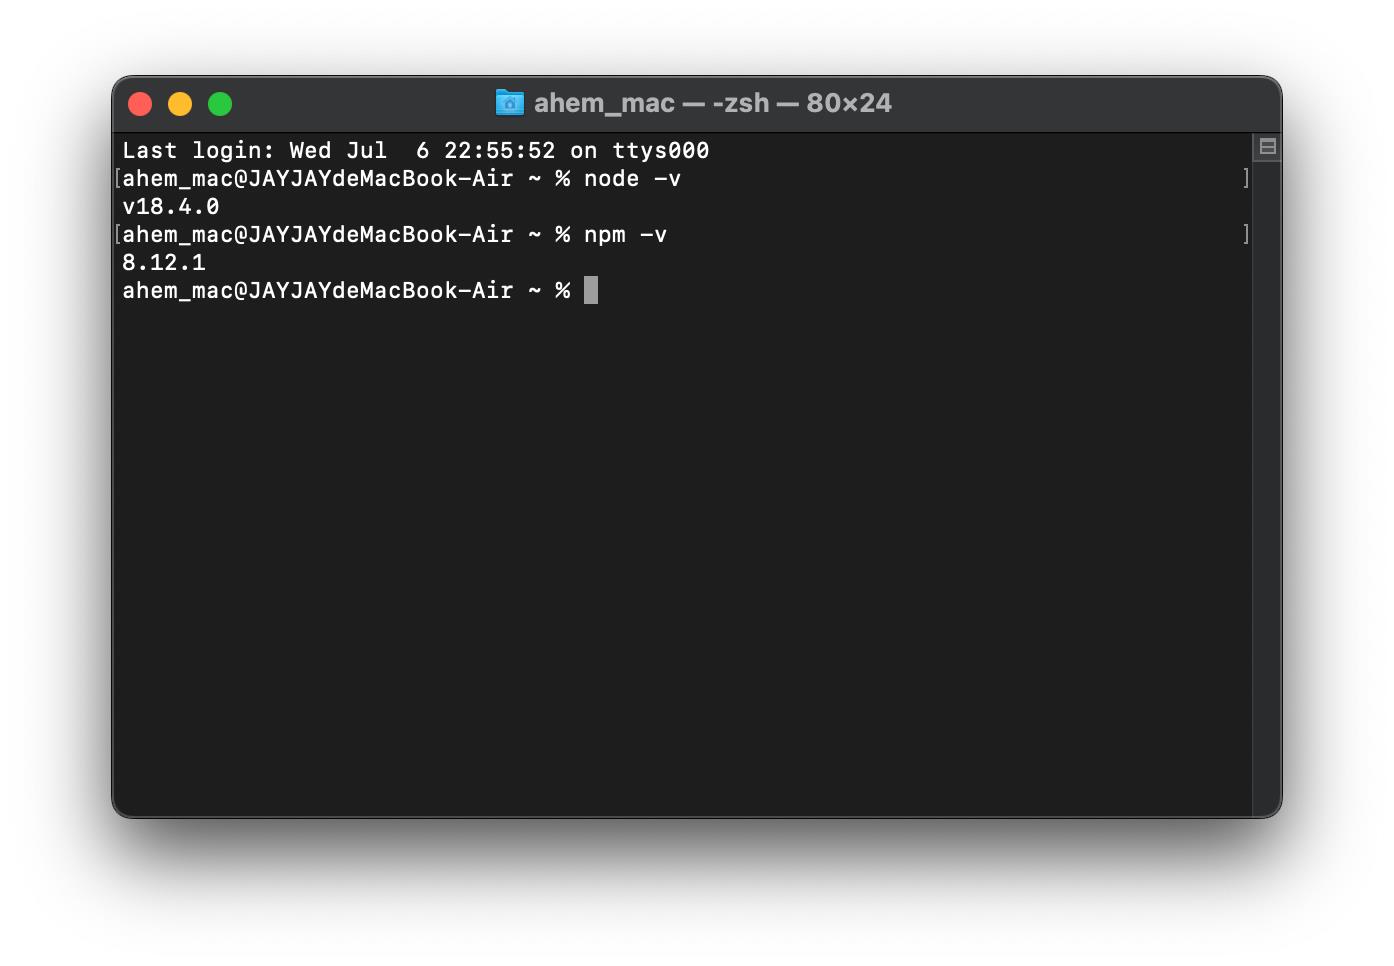 ahem_mac — -zsh — 80×24
Last login: Wed Jul  6 22:55:52 on ttys000
[ahem_mac@JAYJAYdeMacBook-Air ~ % node -v ]
v18.4.0
[ahem_mac@JAYJAYdeMacBook-Air ~ % npm -v ]
8.12.1
ahem_mac@JAYJAYdeMacBook-Air ~ %